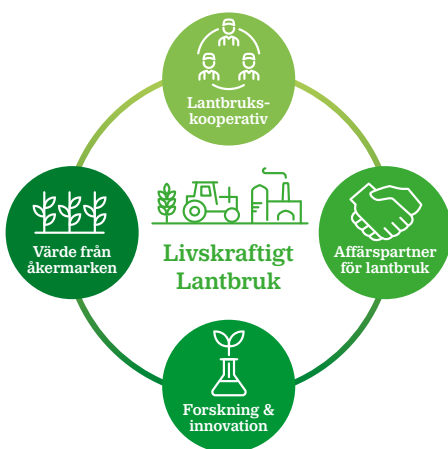 Lantbruks-
kooperativ
Värde från
åkermarken
Livskraftigt
Lantbruk
Affärspartner
för lantbruk
Forskning &
innovation